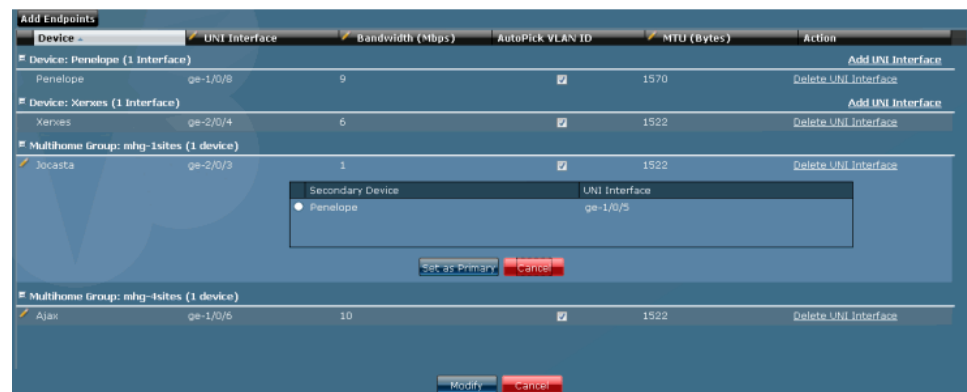 Add Endpoints
Device UNI Interface Bandwidth (Mbps) AutoPick VLAN ID MTU (Bytes) Action
Device: Penelope (1 Interface) Add UNI Interface
Penelope ge-1/0/8 9 1570 Delete UNI Interface
Device: Xerxes (1 Interface) Add UNI Interface
Xerxes ge-2/0/4 6 1522 Delete UNI Interface
Multihome Group: mhg-1sites (1 device)
Jocasta ge-2/0/3 1 1522 Delete UNI Interface
Secondary Device UNI Interface
Penelope ge-1/0/5
Set as Primary Cancel
Multihome Group: mhg-4sites (1 device)
Ajax ge-1/0/6 10 1522 Delete UNI Interface
Modify Cancel